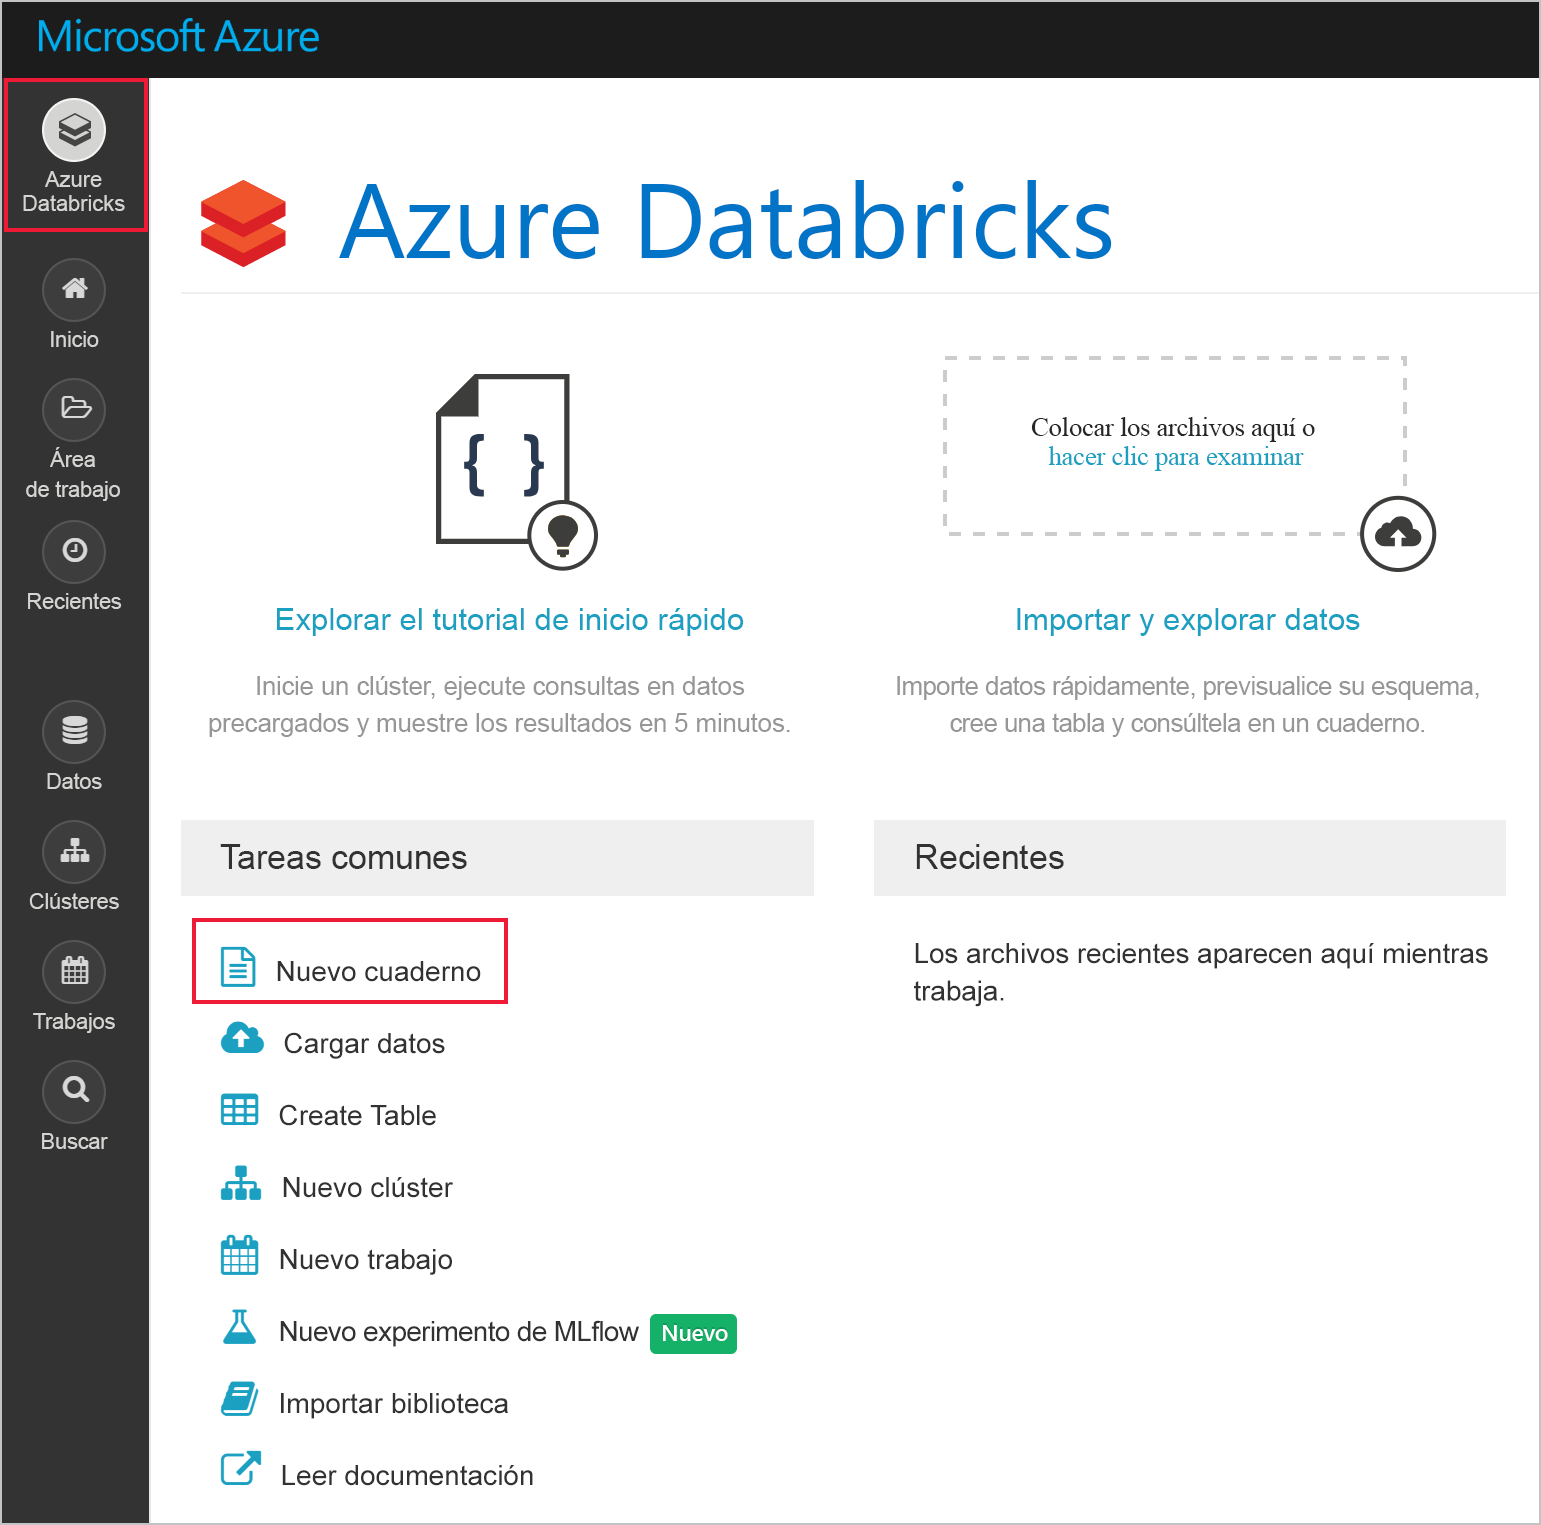 Microsoft Azure
Azure
Databricks
Inicio
Área
de trabajo
Recientes
Datos
Clústeres
Trabajos
Buscar
Azure Databricks
{ }
Explorar el tutorial de inicio rápido
Inicie un clúster, ejecute consultas en datos
precargados y muestre los resultados en 5 minutos.
Colocar los archivos aquí o
hacer clic para examinar
Importar y explorar datos
Importe datos rápidamente, previsualice su esquema,
cree una tabla y consúltela en un cuaderno.
Tareas comunes
Nuevo cuaderno
Cargar datos
Create Table
Nuevo clúster
Nuevo trabajo
Nuevo experimento de MLflow Nuevo
Importar biblioteca
Leer documentación
Recientes
Los archivos recientes aparecen aquí mientras
trabaja.